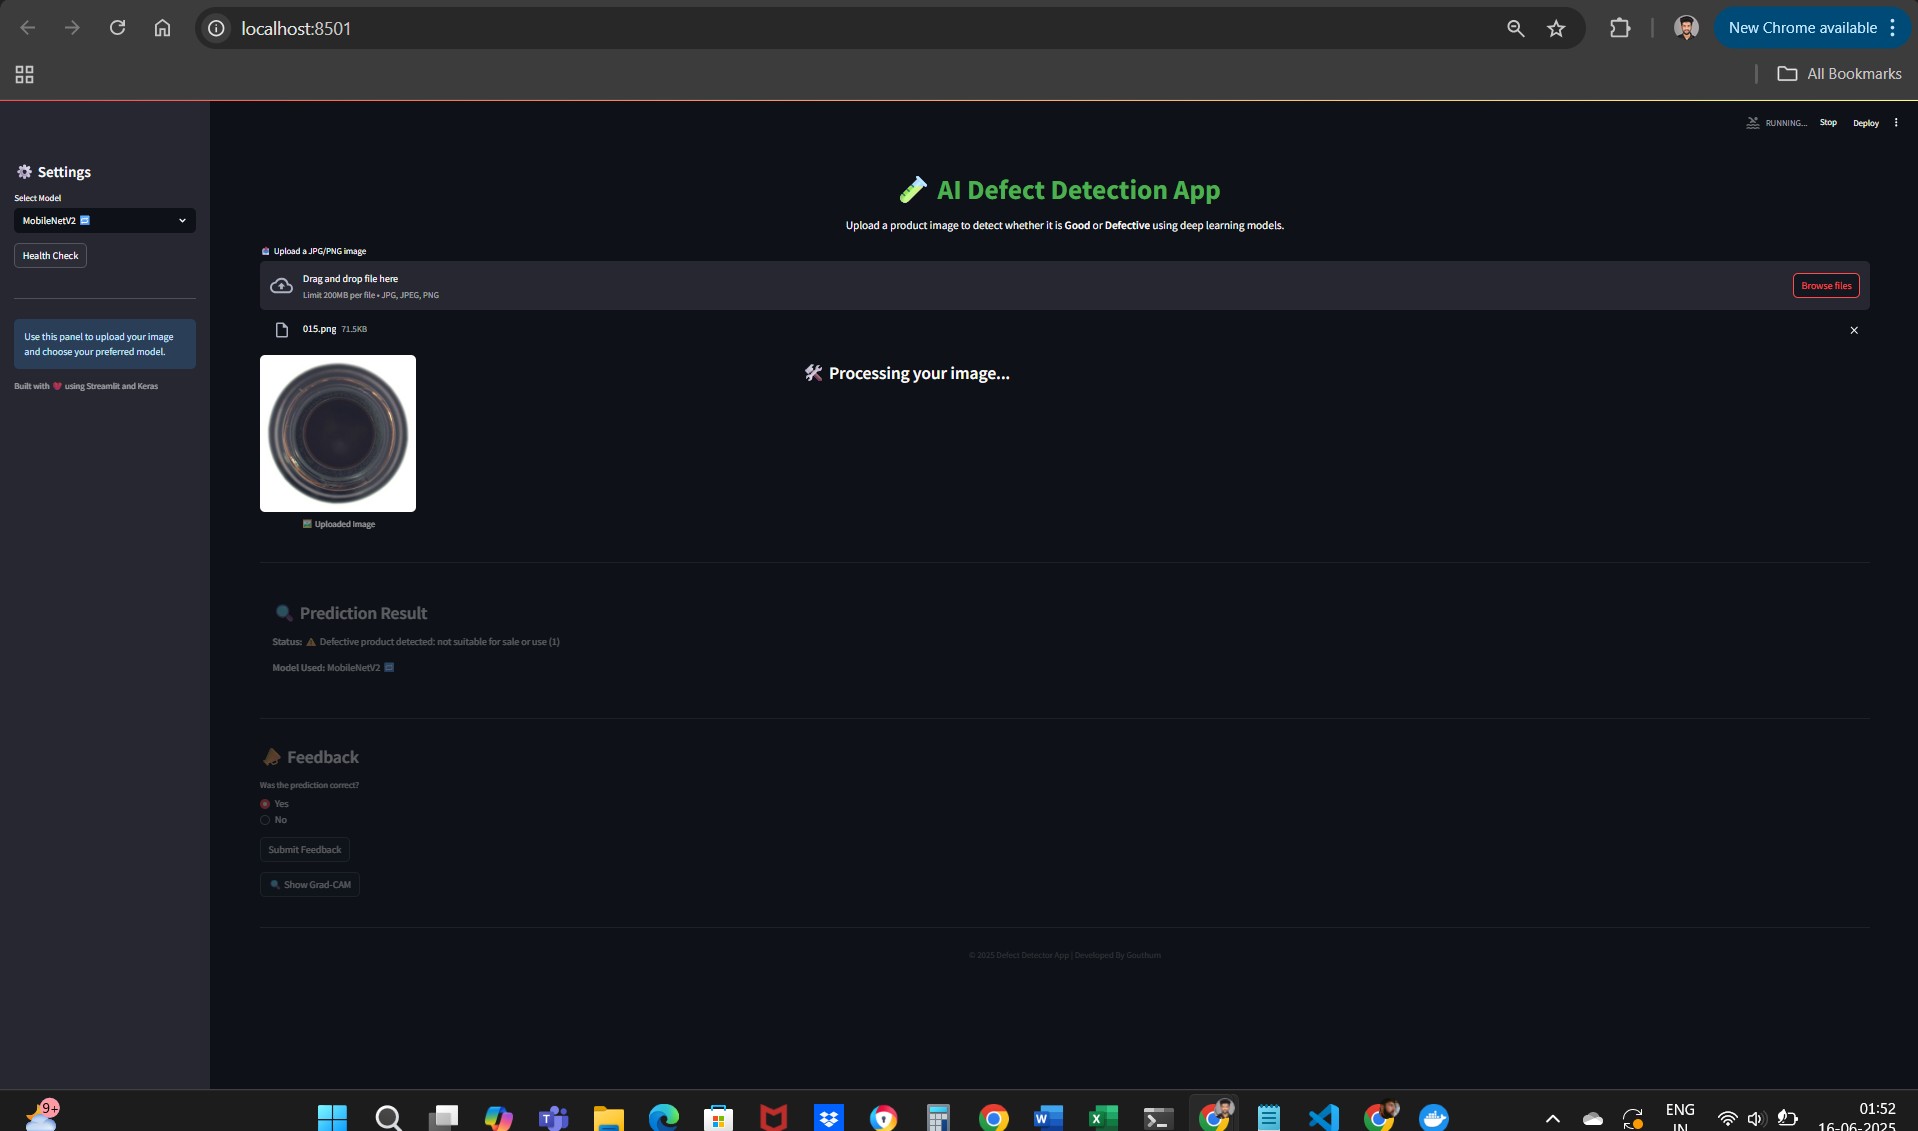 localhost:8501
New Chrome available
All Bookmarks
RUNNING...
Stop
Deploy
Settings
Select Model
MobileNetV2
Health Check
Use this panel to upload your image
and choose your preferred model.
Built with using Streamlit and Keras
AI Defect Detection App
Upload a product image to detect whether it is Good or Defective using deep learning models.
Upload a JPG/PNG image
Drag and drop file here
Limit 200MB per file • JPG, JPEG, PNG
Browse files
015.png 71.5KB
Processing your image...
Uploaded Image
Prediction Result
Status: Defective product detected: not suitable for sale or use (1)
Model Used: MobileNetV2
Feedback
Was the prediction correct?
Yes
No
Submit Feedback
Show Grad-CAM
© 2025 Defect Detector App | Developed By Gouthum
9+
ENG
IN
01:52
16-06-2025